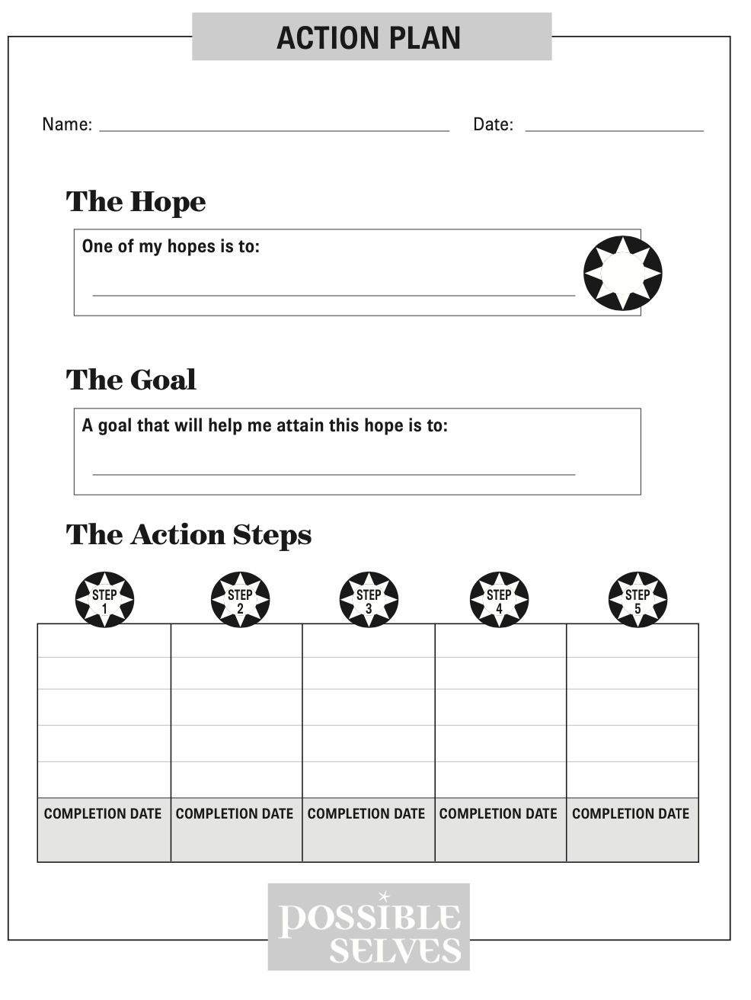 ACTION PLAN
Name: Date:
The Hope
One of my hopes is to:
The Goal
A goal that will help me attain this hope is to:
The Action Steps
STEP 1
STEP 2
STEP 3
STEP 4
STEP 5
COMPLETION DATE COMPLETION DATE COMPLETION DATE COMPLETION DATE COMPLETION DATE
POSSIBLE
SELVES